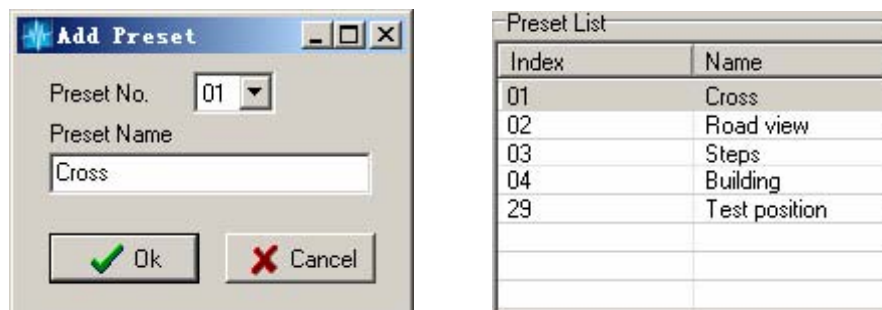 Add Preset
Preset No. 01
Preset Name
Cross
Ok Cancel
Preset List
Index Name
01 Cross
02 Road view
03 Steps
04 Building
29 Test position